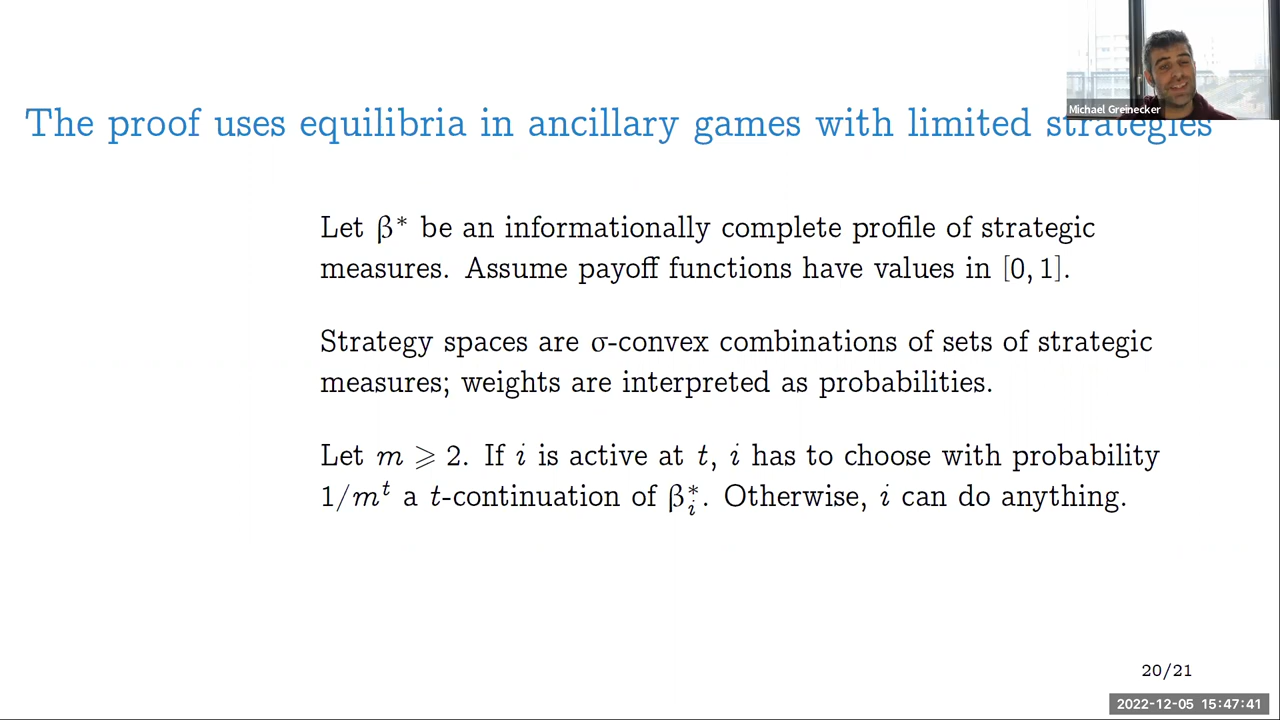 Michael Greinecker
The proof uses equilibria in ancillary games with limited strategies
Let β* be an informationally complete profile of strategic
measures. Assume payoff functions have values in [0, 1].
Strategy spaces are σ-convex combinations of sets of strategic
measures; weights are interpreted as probabilities.
Let m ⩾ 2. If i is active at t, i has to choose with probability
1/mᵗ a t-continuation of βᵢ*. Otherwise, i can do anything.
20/21
2022-12-05 15:47:41